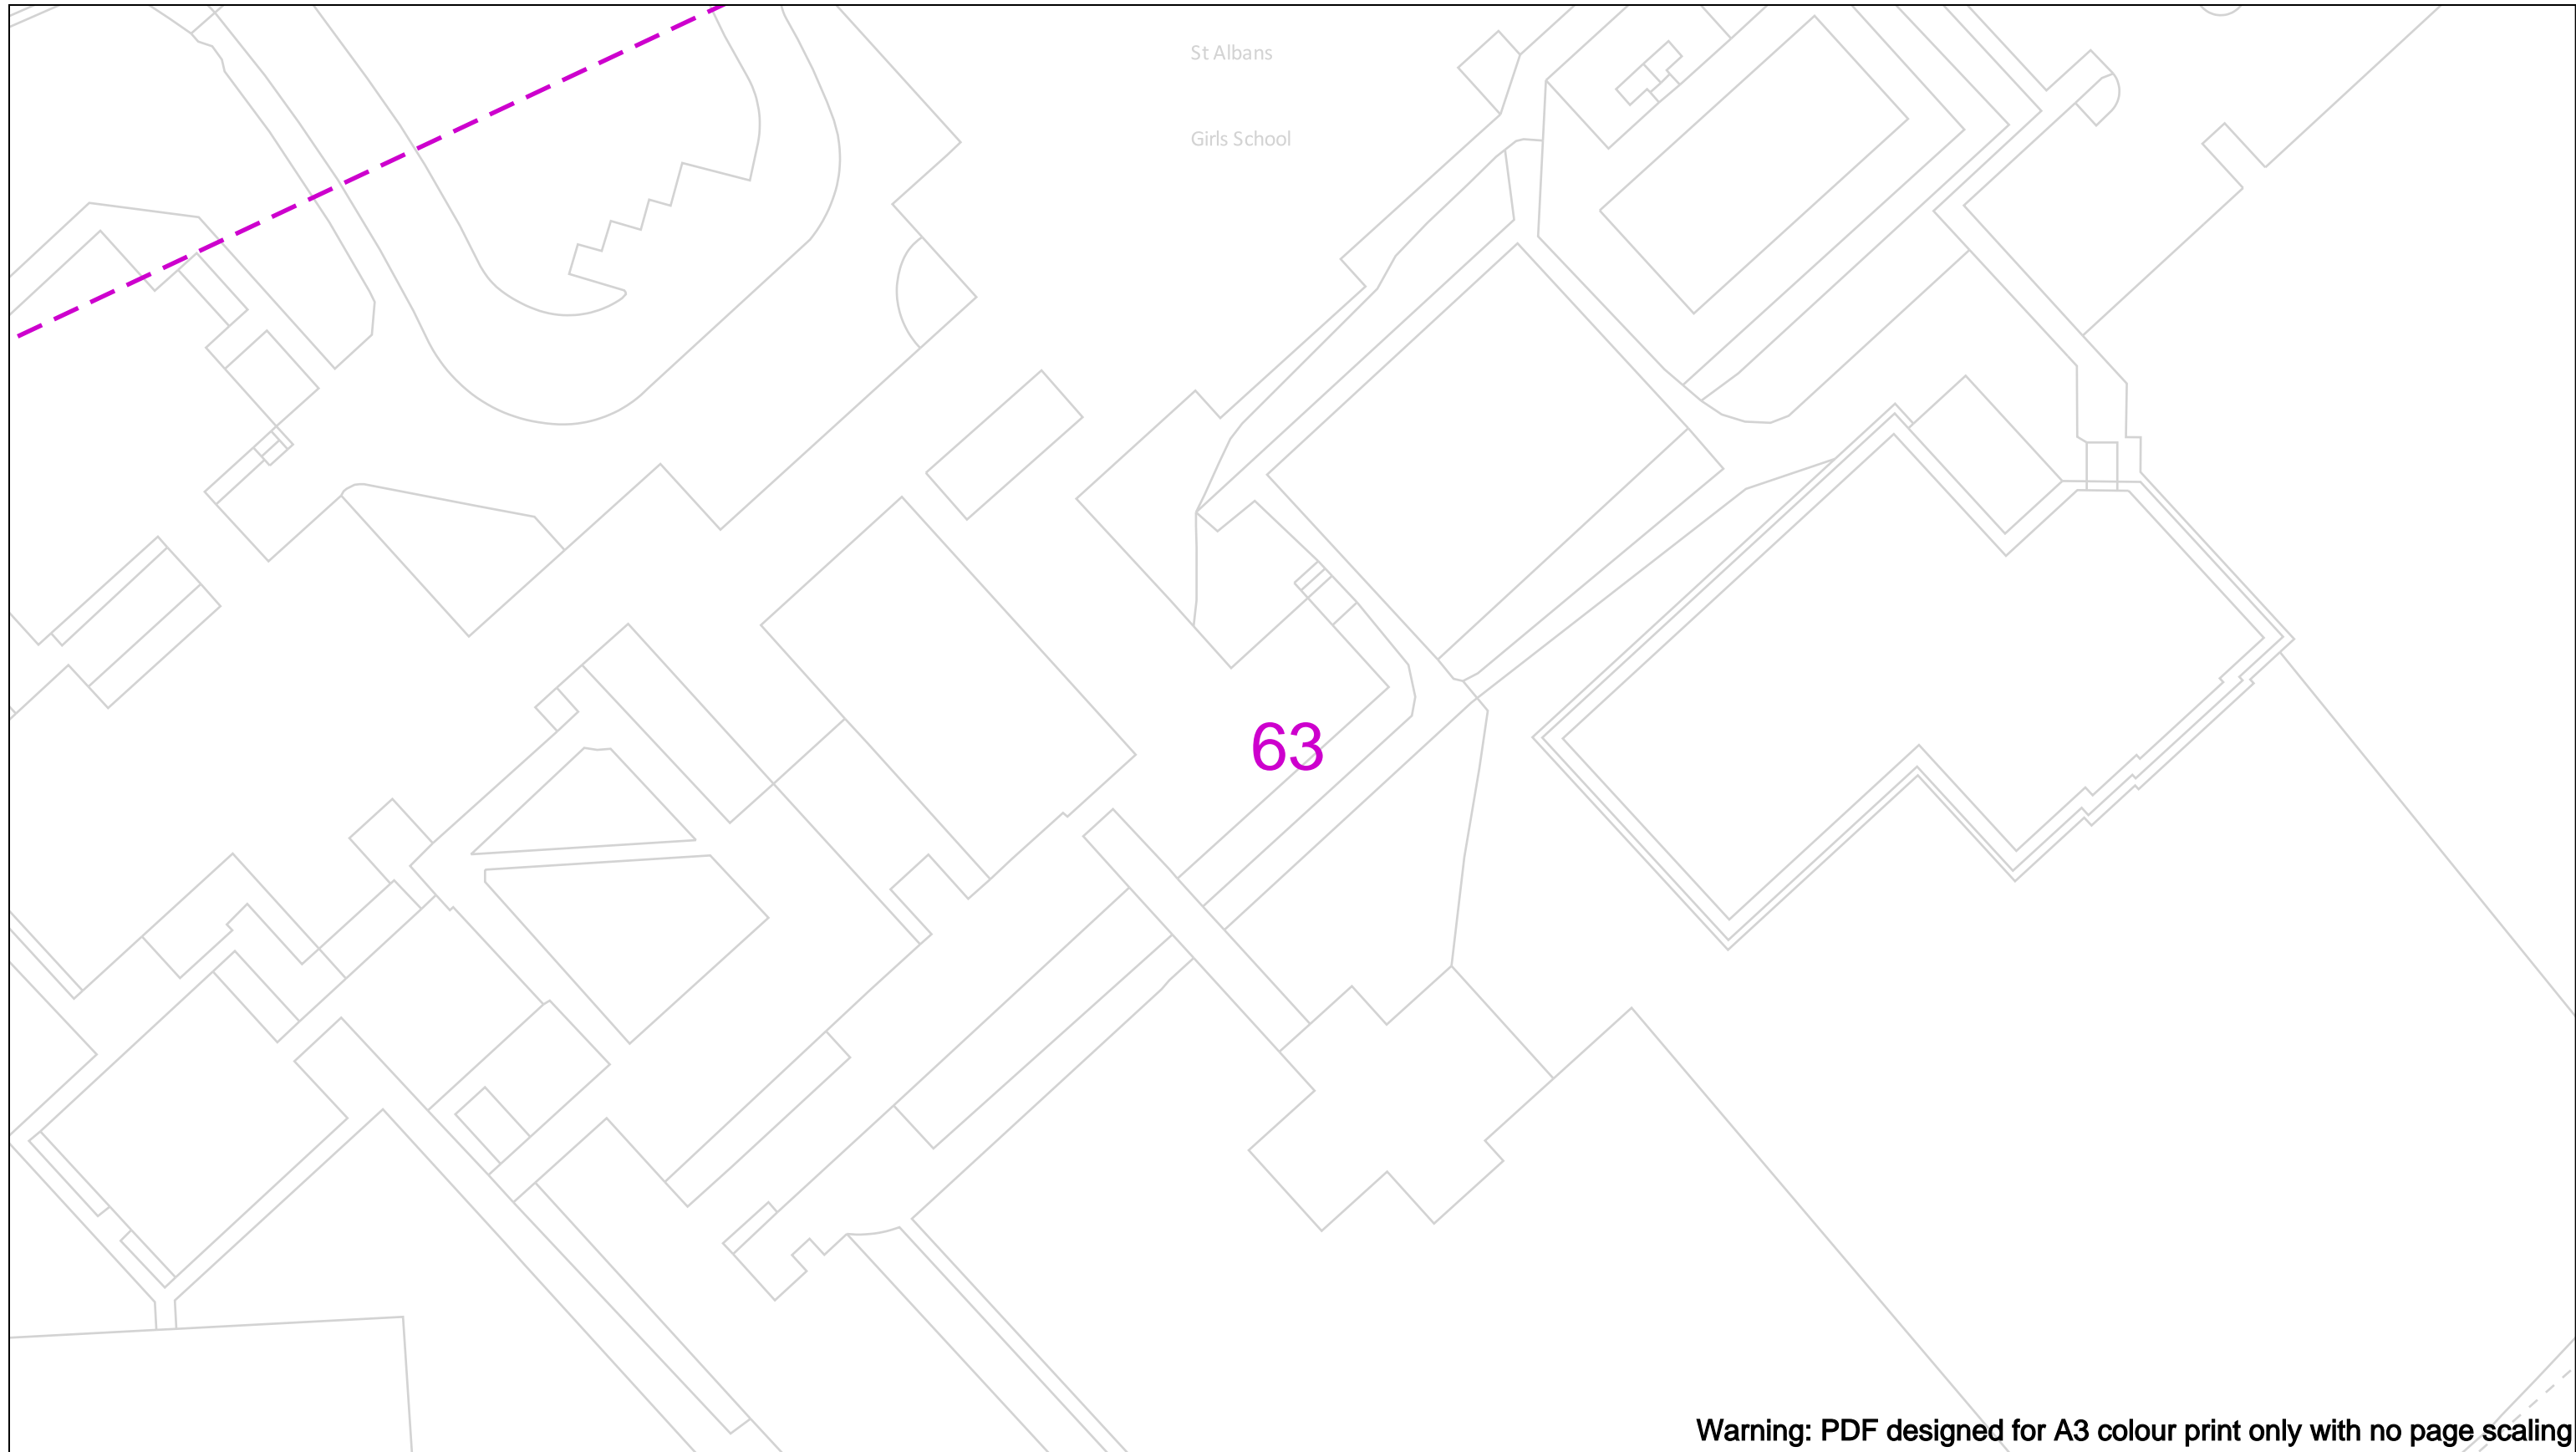 St Albans
Girls School
63
Warning: PDF designed for A3 colour print only with no page scaling